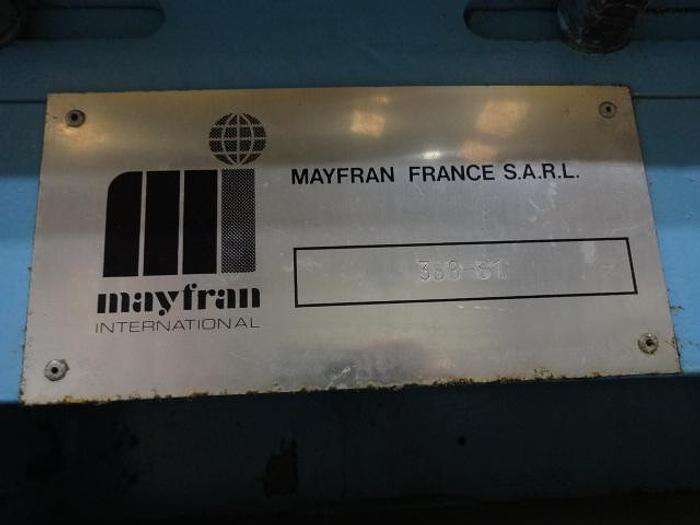 MAYFRAN FRANCE S.A.R.L.
mayfran
INTERNATIONAL